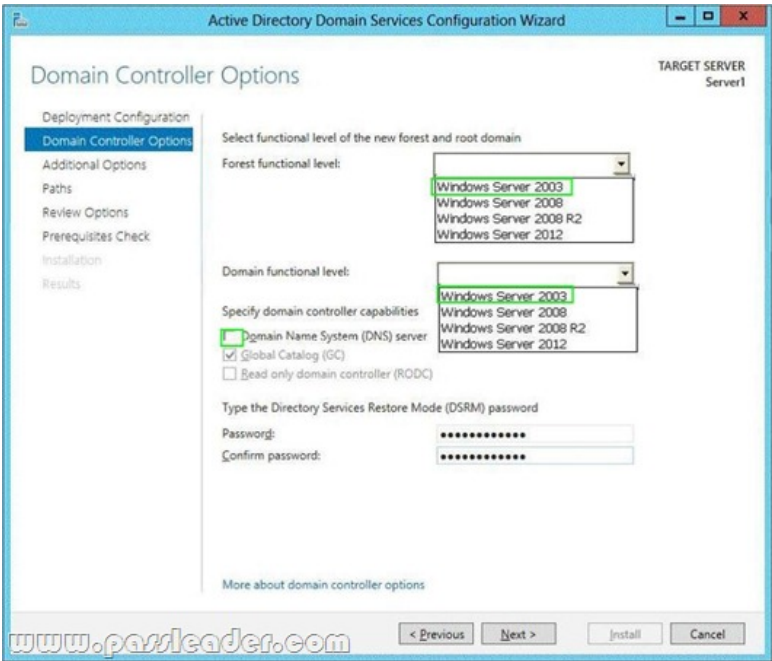 Active Directory Domain Services Configuration Wizard
Domain Controller Options
TARGET SERVER
Server1
Deployment Configuration
Domain Controller Options
Additional Options
Paths
Review Options
Prerequisites Check
Installation
Results
Select functional level of the new forest and root domain
Forest functional level:
Windows Server 2003
Windows Server 2008
Windows Server 2008 R2
Windows Server 2012
Domain functional level:
Windows Server 2003
Windows Server 2008
Windows Server 2008 R2
Windows Server 2012
Specify domain controller capabilities
Domain Name System (DNS) server
Global Catalog (GC)
Read only domain controller (RODC)
Type the Directory Services Restore Mode (DSRM) password
Password:
Confirm password:
More about domain controller options
< Previous
Next >
Install
Cancel
www.passleader.com